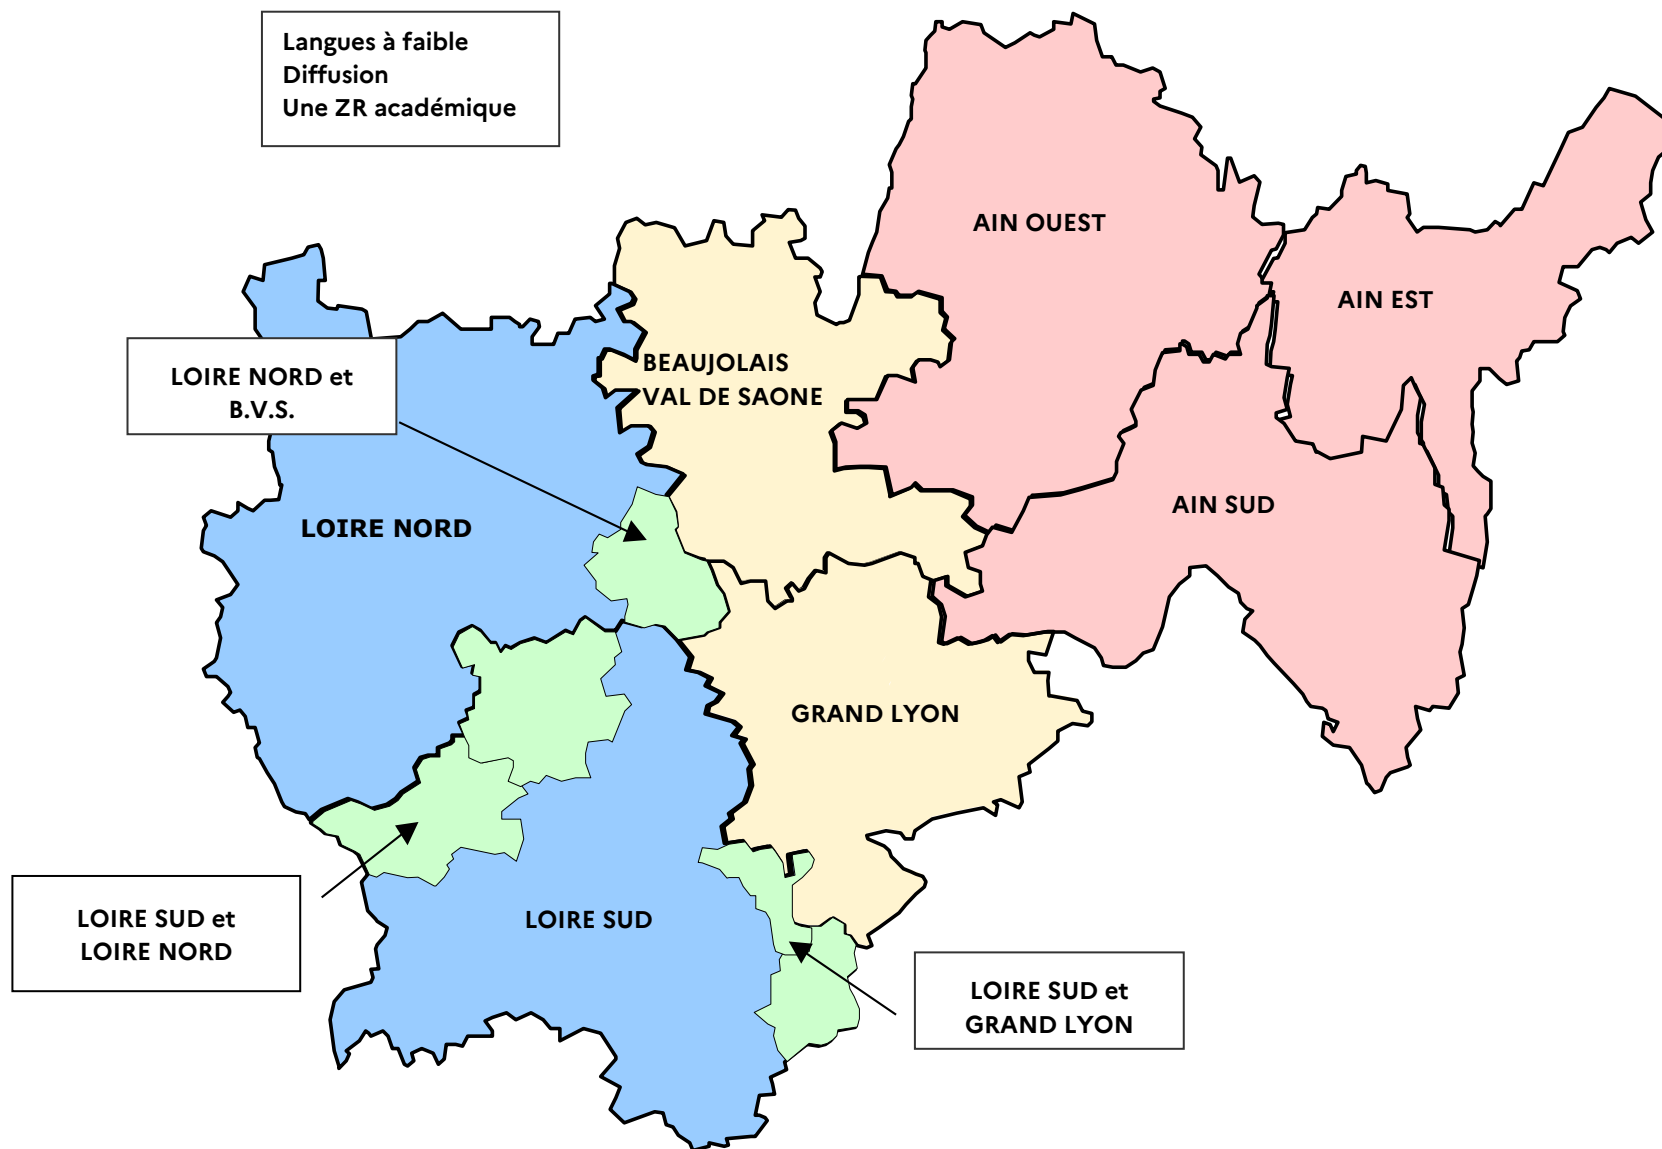 Langues à faible
Diffusion
Une ZR académique
AIN OUEST
AIN EST
BEAUJOLAIS
VAL DE SAONE
LOIRE NORD et
B.V.S.
AIN SUD
LOIRE NORD
GRAND LYON
LOIRE SUD et
LOIRE NORD
LOIRE SUD
LOIRE SUD et
GRAND LYON